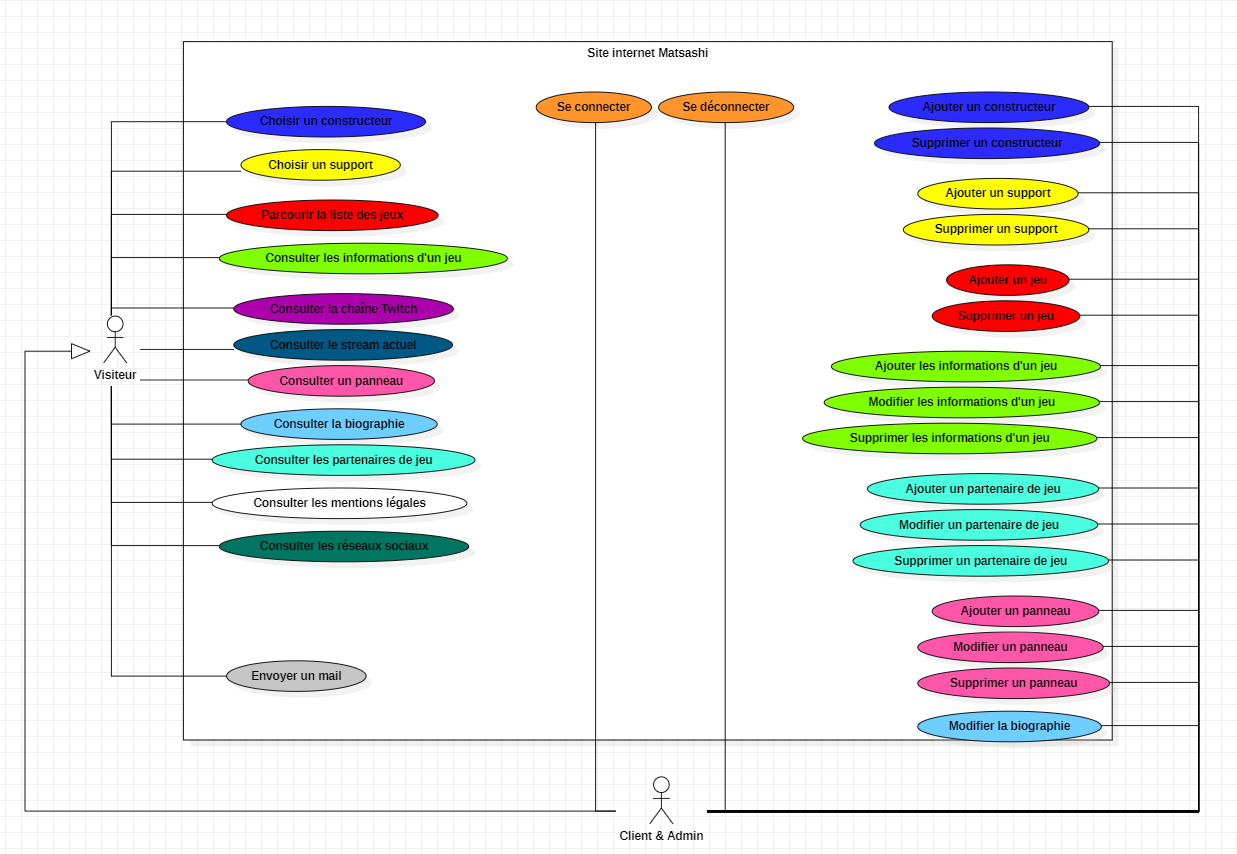 Site internet Matsashi
Se connecter
Se déconnecter
Choisir un constructeur
Choisir un support
Parcourir la liste des jeux
Consulter les informations d'un jeu
Consulter la chaîne Twitch
Consulter le stream actuel
Consulter un panneau
Consulter la biographie
Consulter les partenaires de jeu
Consulter les mentions légales
Consulter les réseaux sociaux
Envoyer un mail
Visiteur
Ajouter un constructeur
Supprimer un constructeur
Ajouter un support
Supprimer un support
Ajouter un jeu
Supprimer un jeu
Ajouter les informations d'un jeu
Modifier les informations d'un jeu
Supprimer les informations d'un jeu
Ajouter un partenaire de jeu
Modifier un partenaire de jeu
Supprimer un partenaire de jeu
Ajouter un panneau
Modifier un panneau
Supprimer un panneau
Modifier la biographie
Client & Admin